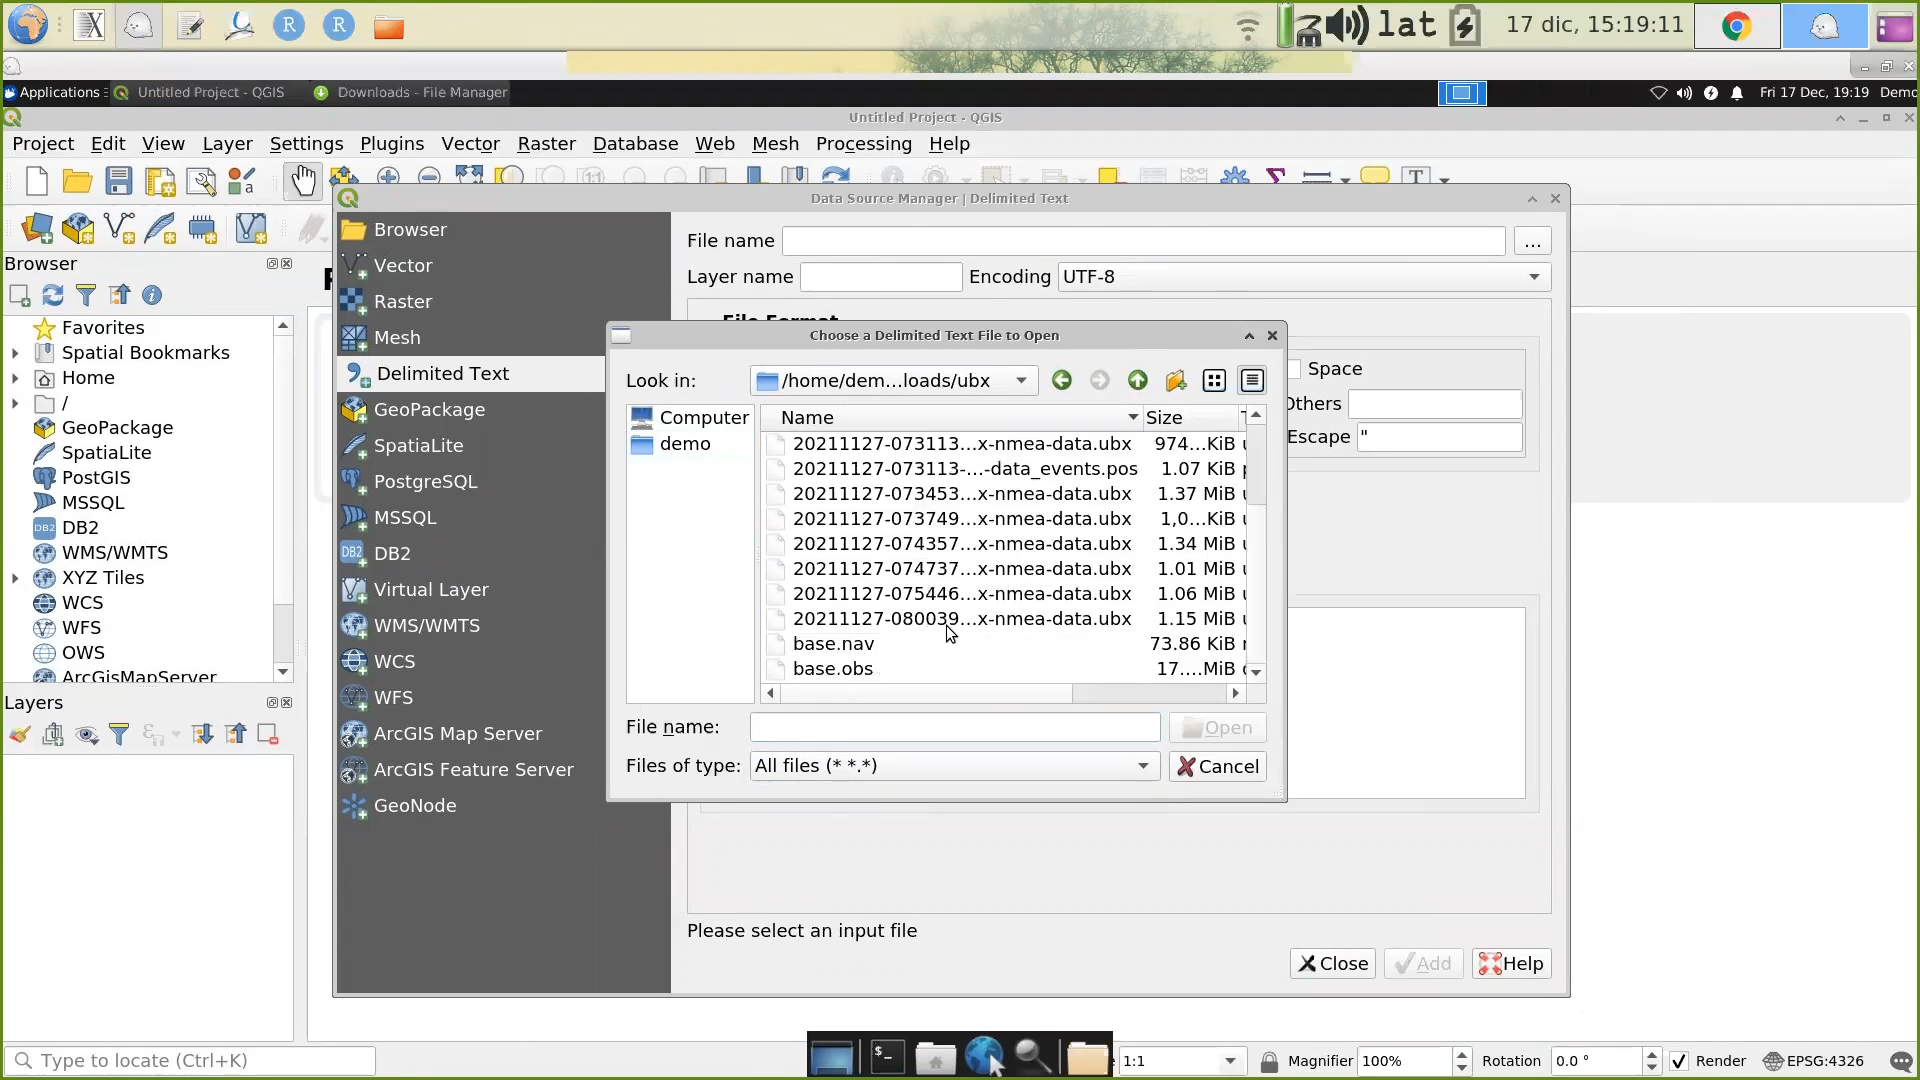 lat
17 dic, 15:19:11
Applications
Untitled Project - QGIS
Downloads - File Manager
Fri 17 Dec, 19:19
Demo
Untitled Project - QGIS
Project Edit View Layer Settings Plugins Vector Raster Database Web Mesh Processing Help
Data Source Manager | Delimited Text
Browser
Favorites
Spatial Bookmarks
Home
/
GeoPackage
SpatiaLite
PostGIS
MSSQL
DB2
WMS/WMTS
XYZ Tiles
WCS
WFS
OWS
ArcGisMapServer
Layers
Browser
Vector
Raster
Mesh
Delimited Text
GeoPackage
SpatiaLite
PostgreSQL
MSSQL
DB2
Virtual Layer
WMS/WMTS
WCS
WFS
ArcGIS Map Server
ArcGIS Feature Server
GeoNode
File name
...
Layer name
Encoding UTF-8
File Format
Space
Others
Escape "
Choose a Delimited Text File to Open
Look in: /home/dem...loads/ubx
Computer
demo
Name Size
20211127-073113...x-nmea-data.ubx 974...KiB
20211127-073113-...-data_events.pos 1.07 KiB
20211127-073453...x-nmea-data.ubx 1.37 MiB
20211127-073749...x-nmea-data.ubx 1,0...KiB
20211127-074357...x-nmea-data.ubx 1.34 MiB
20211127-074737...x-nmea-data.ubx 1.01 MiB
20211127-075446...x-nmea-data.ubx 1.06 MiB
20211127-080039...x-nmea-data.ubx 1.15 MiB
base.nav 73.86 KiB
base.obs 17....MiB
File name:
Open
Files of type: All files (* *.*)
Cancel
Please select an input file
Close Add Help
Type to locate (Ctrl+K)
1:1
Magnifier 100%
Rotation 0.0 °
Render
EPSG:4326